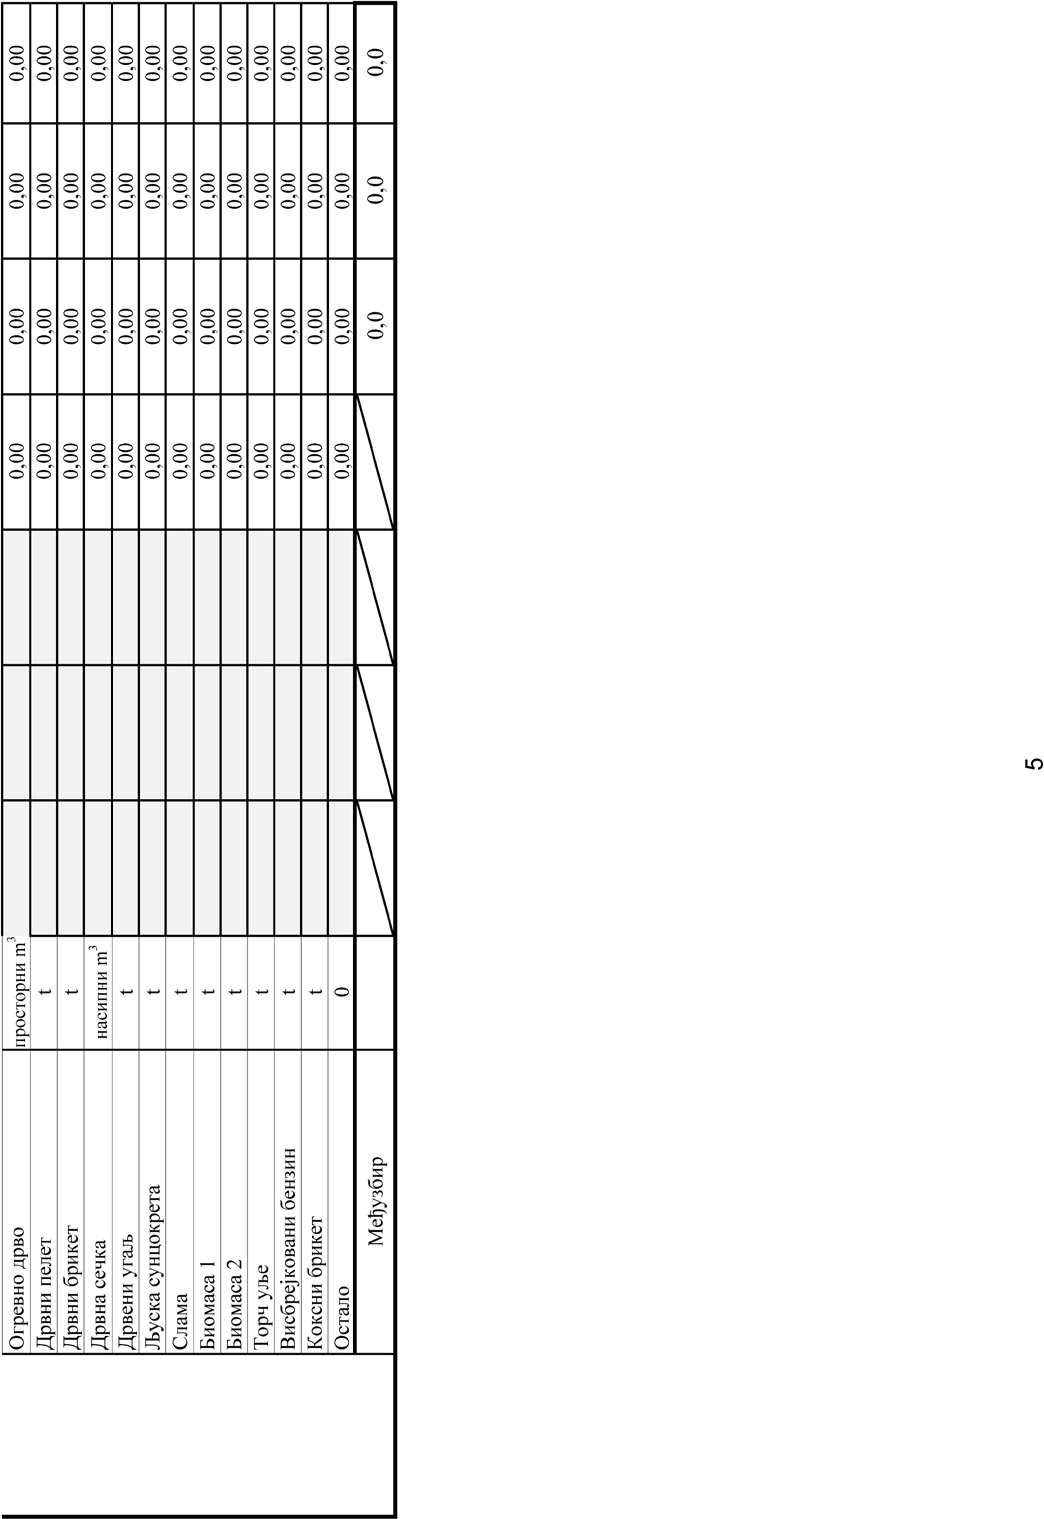 Огревно дрво просторни m³ 0,00 0,00 0,00 0,00
Дрвни пелет t 0,00 0,00 0,00 0,00
Дрвни брикет t 0,00 0,00 0,00 0,00
Дрвна сечка насипни m³ 0,00 0,00 0,00 0,00
Дрвени угаљ t 0,00 0,00 0,00 0,00
Љуска сунцокрета t 0,00 0,00 0,00 0,00
Слама t 0,00 0,00 0,00 0,00
Биомаса 1 t 0,00 0,00 0,00 0,00
Биомаса 2 t 0,00 0,00 0,00 0,00
Торч уље t 0,00 0,00 0,00 0,00
Висбрејковани бензин t 0,00 0,00 0,00 0,00
Коксни брикет t 0,00 0,00 0,00 0,00
Остало 0 0,00 0,00 0,00 0,00
Међузбир 0,0 0,0 0,0
5